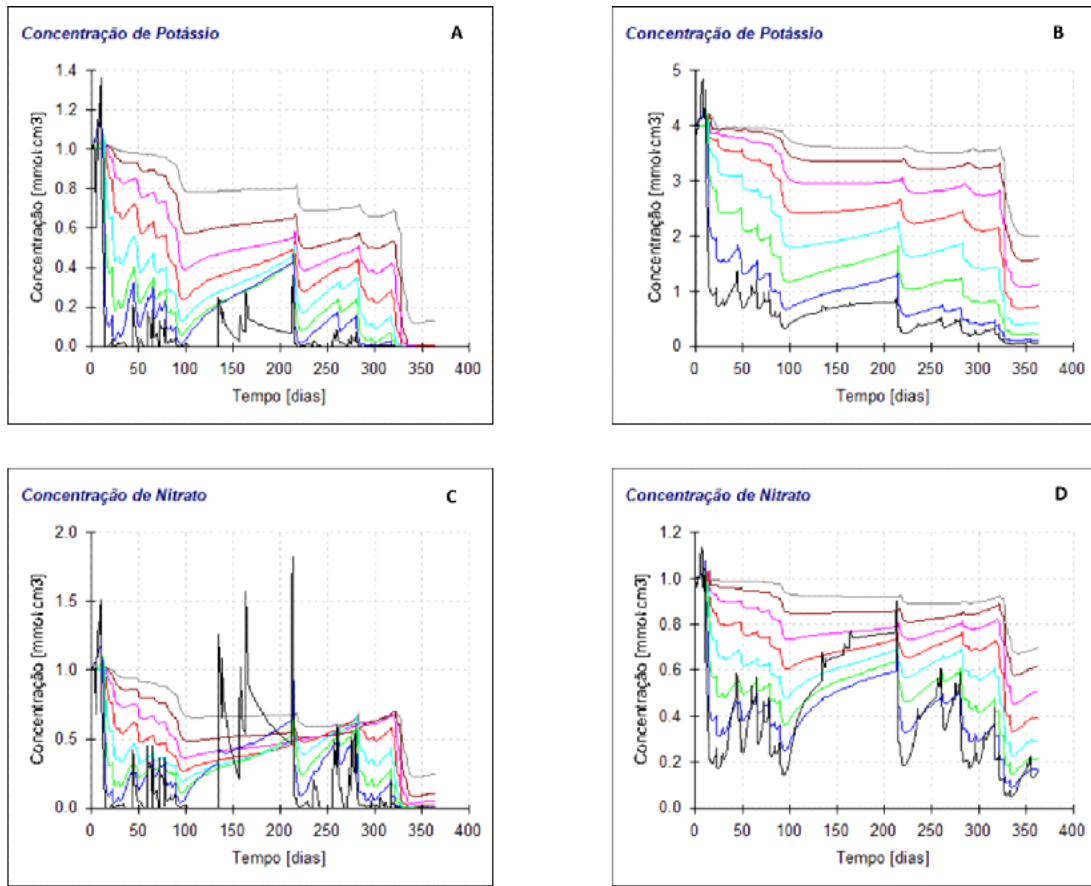 Concentração de Potássio A
1.4
1.2
1.0
0.8
0.6
0.4
0.2
0.0
Concentração [mmol cm3]
0 50 100 150 200 250 300 350 400
Tempo [dias]
Concentração de Potássio B
5
4
3
2
1
0
Concentração [mmol cm3]
0 50 100 150 200 250 300 350 400
Tempo [dias]
Concentração de Nitrato C
2.0
1.5
1.0
0.5
0.0
Concentração [mmol cm3]
0 50 100 150 200 250 300 350 400
Tempo [dias]
Concentração de Nitrato D
1.2
1.0
0.8
0.6
0.4
0.2
0.0
Concentração [mmol cm3]
0 50 100 150 200 250 300 350 400
Tempo [dias]